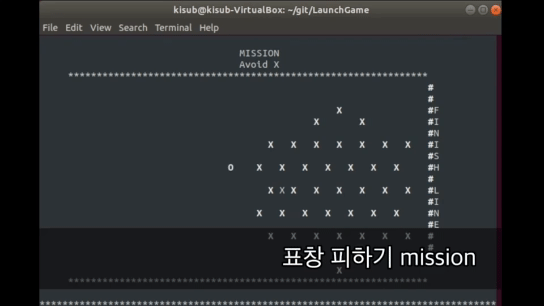 kisub@kisub-VirtualBox: ~/git/LaunchGame
File Edit View Search Terminal Help
MISSION
Avoid X
***************************************************************
#
#
X #F
X X #I
#N
X X X X X X X #I
#S
O X X X X X X X #H
#
X X X X X X X X #L
#I
X X X X X X X #N
#E
X X X X X X X #
표창 피하기 mission
X
***************************************************************
********************************************************************************